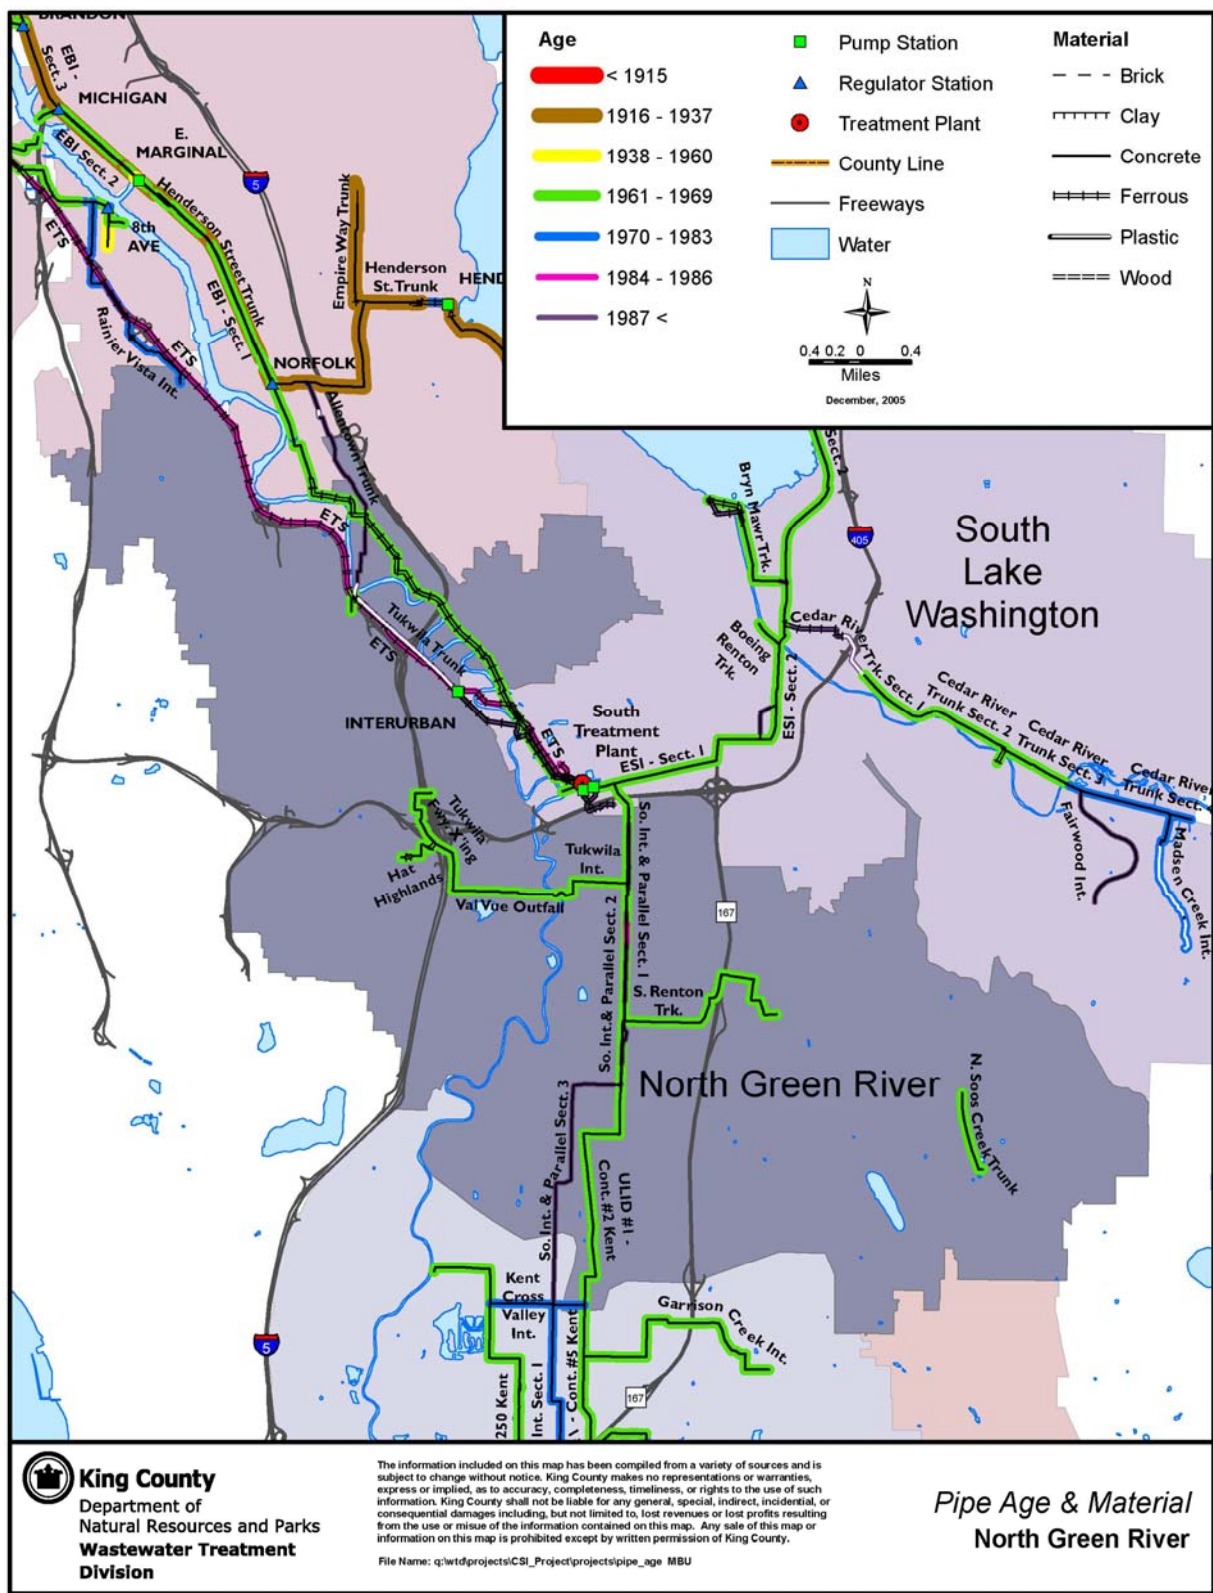 BRANDON
EBI -
Sect. 3
MICHIGAN
E.
MARGINAL
5
EBI Sect. 2
Henderson Street Trunk
8th
AVE
ETS
EBI - Sect. 1
Empire Way Trunk
Henderson
St. Trunk
HEND
Rainier Vista Int.
ETS
NORFOLK
Allentown Trunk
ETS
Age
< 1915
1916 - 1937
1938 - 1960
1961 - 1969
1970 - 1983
1984 - 1986
1987 <
Pump Station
Regulator Station
Treatment Plant
County Line
Freeways
Water
Material
Brick
Clay
Concrete
Ferrous
Plastic
Wood
N
0.4 0.2 0 0.4
Miles
December, 2005
Sect. 2
Bryn Mawr Trk.
405
South
Lake
Washington
Tukwila Trunk
ETS
Boeing
Renton
Trk.
Cedar River Trk. Sect. 1
Cedar River
Trunk Sect. 2
Cedar River
Trunk Sect. 3
Cedar River
Trunk Sect. 4
ESI - Sect. 2
INTERURBAN
South
Treatment
Plant
ETS
ESI - Sect. 1
Fairwood Int.
Madsen Creek Int.
Tukwila
Fwy. X'ing
Hat
Highlands
Tukwila
Int.
Val Vue Outfall
So. Int. & Parallel Sect. 1
So. Int.& Parallel Sect. 2
167
S. Renton
Trk.
North Green River
N. Soos Creek Trunk
So. Int. & Parallel Sect. 3
ULID #1 -
Cont. #2 Kent
Kent
Cross
Valley
Int.
Garrison Creek Int.
5
250 Kent
Int. Sect. 1
\ - Cont. #5 Kent
167
King County
Department of
Natural Resources and Parks
Wastewater Treatment
Division
The information included on this map has been compiled from a variety of sources and is
subject to change without notice. King County makes no representations or warranties,
express or implied, as to accuracy, completeness, timeliness, or rights to the use of such
information. King County shall not be liable for any general, special, indirect, incidental, or
consequential damages including, but not limited to, lost revenues or lost profits resulting
from the use or misue of the information contained on this map. Any sale of this map or
information on this map is prohibited except by written permission of King County.
File Name: q:\wtd\projects\CSI_Project\projects\pipe_age MBU
Pipe Age & Material
North Green River